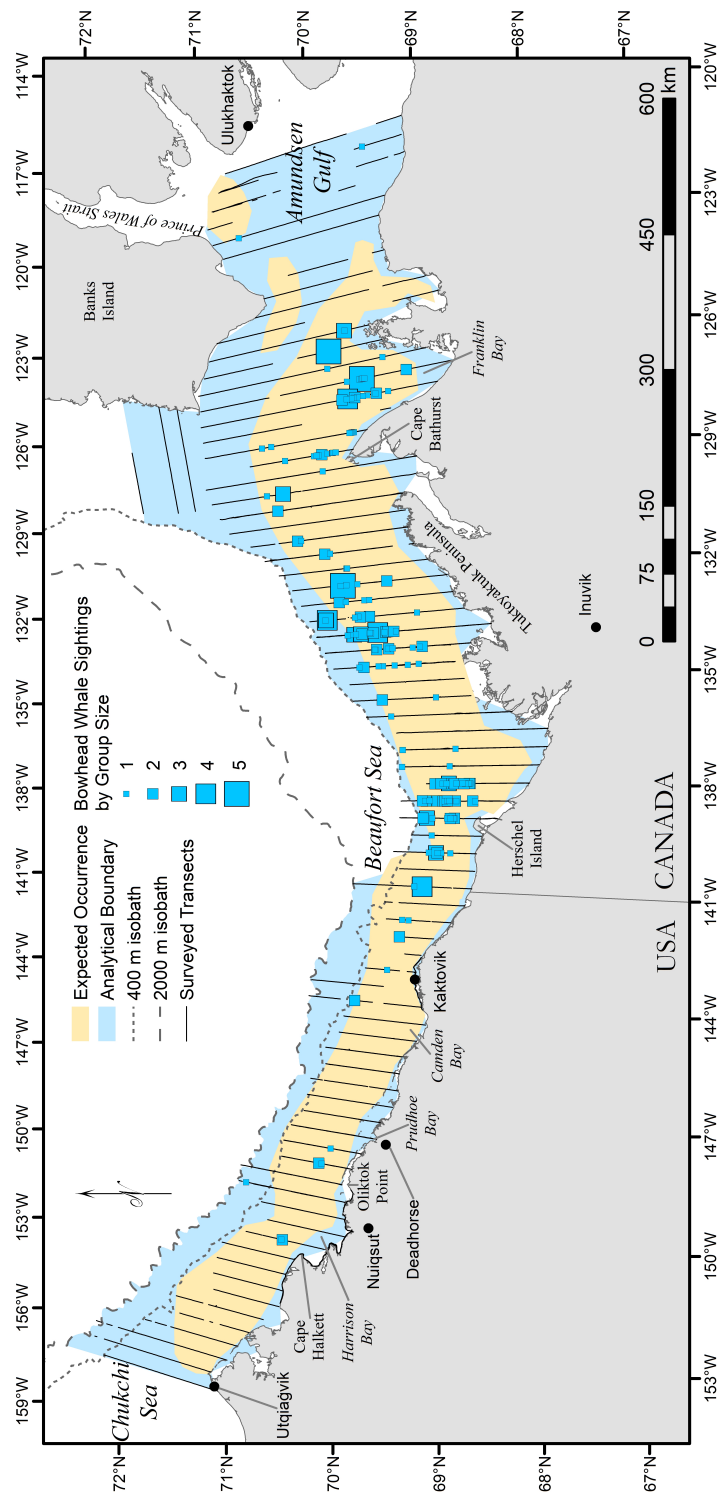 159°W
156°W
153°W
150°W
147°W
144°W
141°W
138°W
135°W
132°W
129°W
126°W
123°W
120°W
117°W
114°W
72°N
71°N
70°N
69°N
68°N
67°N
72°N
71°N
70°N
69°N
68°N
67°N
153°W
150°W
147°W
144°W
141°W
138°W
135°W
132°W
129°W
126°W
123°W
120°W
Expected Occurrence
Analytical Boundary
400 m isobath
2000 m isobath
Surveyed Transects
Bowhead Whale Sightings
by Group Size
1
2
3
4
5
N
Chukchi
Sea
Beaufort Sea
Amundsen
Gulf
Prince of Wales Strait
Banks
Island
Ulukhaktok
Franklin
Bay
Cape
Bathurst
Tuktoyaktuk Peninsula
Inuvik
Herschel
Island
USA
CANADA
Kaktovik
Camden
Bay
Prudhoe
Bay
Oliktok
Point
Deadhorse
Nuiqsut
Harrison
Bay
Cape
Halkett
Utqiaġvik
0
75
150
300
450
600
km